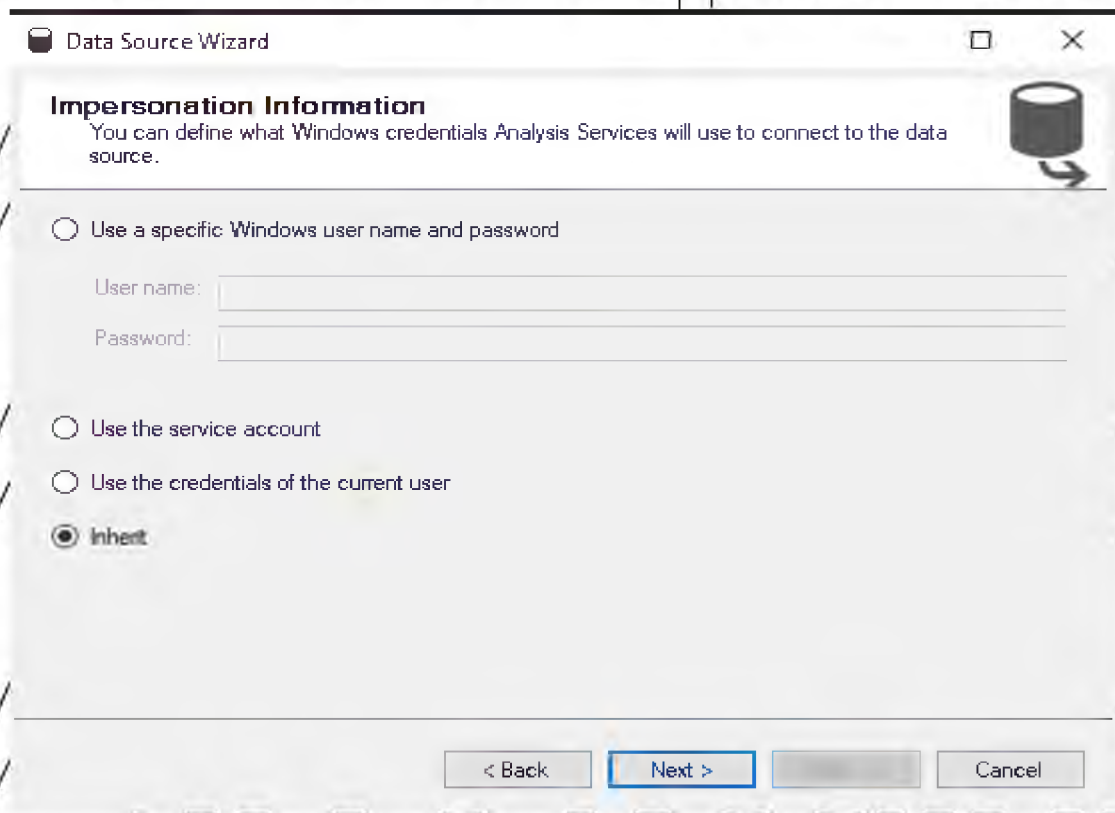 Data Source Wizard
Impersonation Information
You can define what Windows credentials Analysis Services will use to connect to the data
source.
Use a specific Windows user name and password
User name:
Password:
Use the service account
Use the credentials of the current user
Inherit
< Back
Next >
Cancel